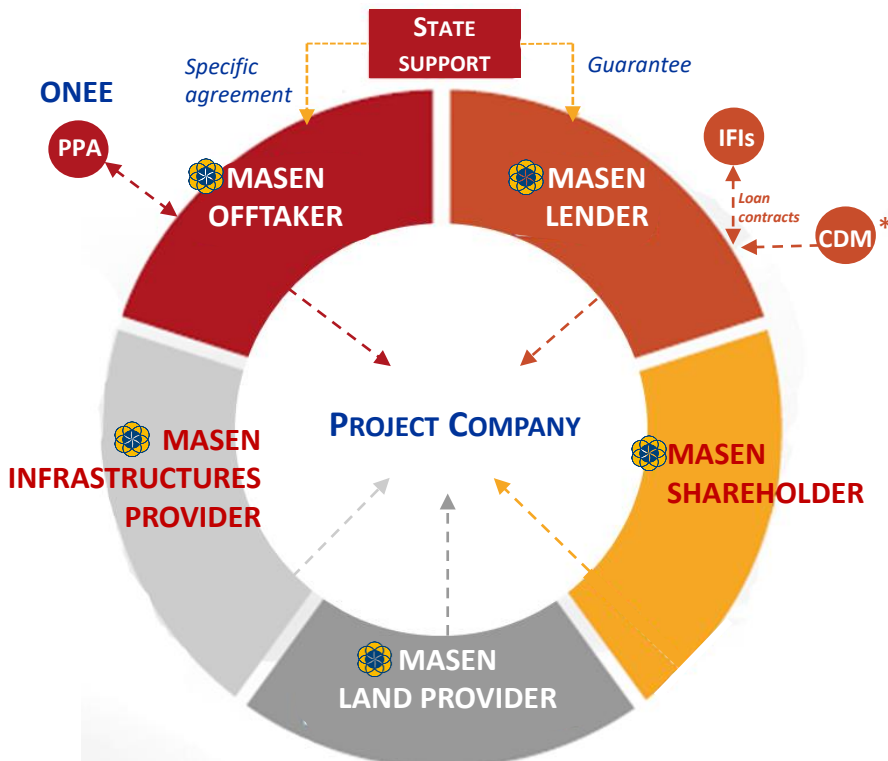 STATE
SUPPORT
Specific
agreement
Guarantee
ONEE
PPA
IFIs
MASEN
OFFTAKER
MASEN
LENDER
Loan
contracts
CDM*
PROJECT COMPANY
MASEN
INFRASTRUCTURES
PROVIDER
MASEN
SHAREHOLDER
MASEN
LAND PROVIDER